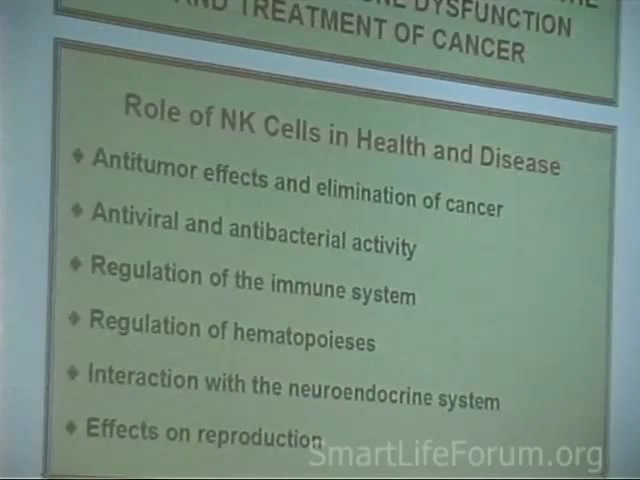 DYSFUNCTION
AND TREATMENT OF CANCER
Role of NK Cells in Health and Disease
♦ Antitumor effects and elimination of cancer
♦ Antiviral and antibacterial activity
♦ Regulation of the immune system
♦ Regulation of hematopoieses
♦ Interaction with the neuroendocrine system
♦ Effects on reproduction
SmartLifeForum.org